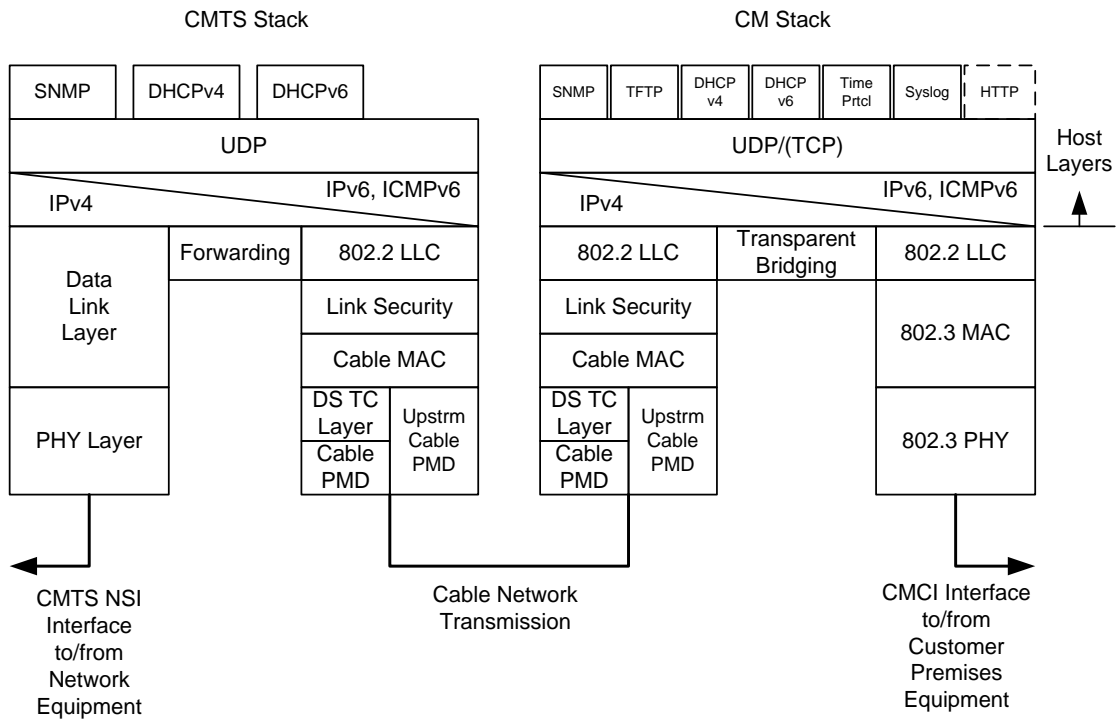 CMTS Stack
CM Stack
SNMP
DHCPv4
DHCPv6
SNMP
TFTP
DHCP
v4
DHCP
v6
Time
Prtcl
Syslog
HTTP
UDP
UDP/(TCP)
Host
Layers
IPv4
IPv6, ICMPv6
IPv4
IPv6, ICMPv6
Data
Link
Layer
Forwarding
802.2 LLC
802.2 LLC
Transparent
Bridging
802.2 LLC
Link Security
Link Security
802.3 MAC
Cable MAC
Cable MAC
PHY Layer
DS TC
Layer
Cable
PMD
Upstrm
Cable
PMD
DS TC
Layer
Cable
PMD
Upstrm
Cable
PMD
802.3 PHY
CMTS NSI
Interface
to/from
Network
Equipment
Cable Network
Transmission
CMCI Interface
to/from
Customer
Premises
Equipment